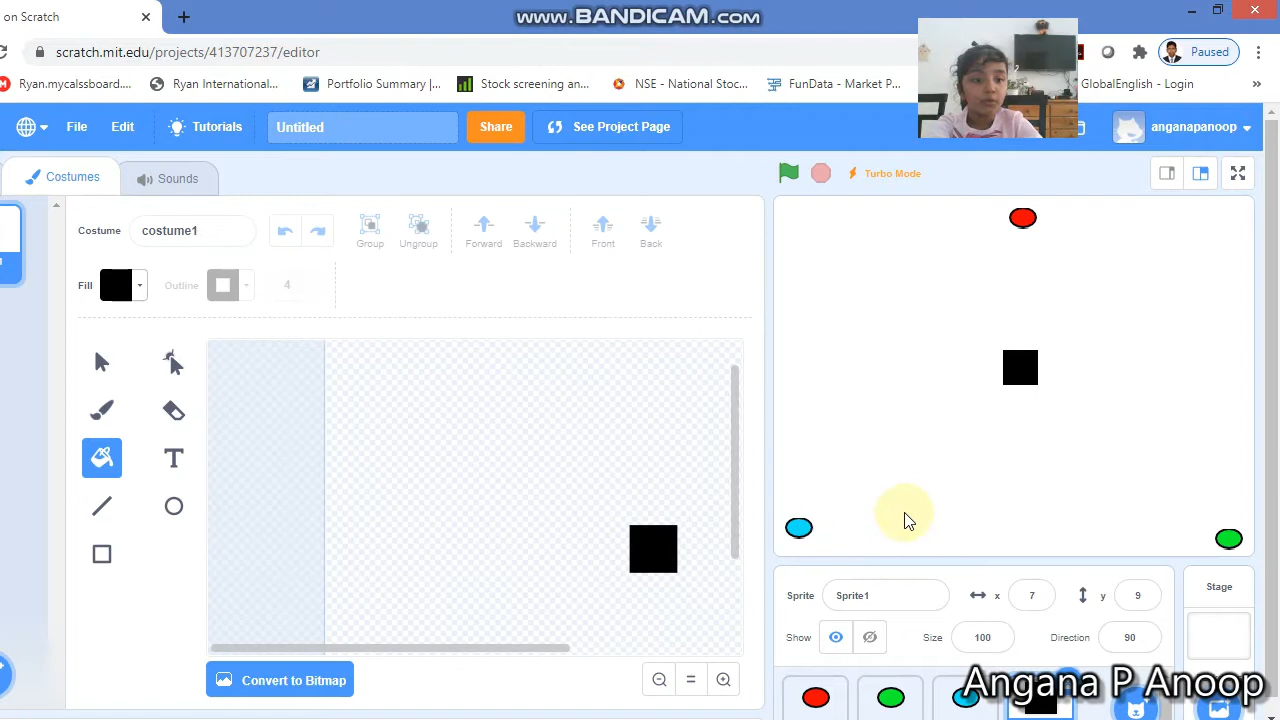 on Scratch
www.BANDICAM.com
scratch.mit.edu/projects/413707237/editor
Paused
Ryan.mycalssboard....
Ryan International...
Portfolio Summary |...
Stock screening an...
NSE - National Stoc...
FunData - Market P...
GlobalEnglish - Login
File
Edit
Tutorials
Untitled
Share
See Project Page
anganapanoop
Costumes
Sounds
Turbo Mode
Costume
costume1
Group
Ungroup
Forward
Backward
Front
Back
Fill
Outline
4
Convert to Bitmap
Sprite
Sprite1
x
7
y
9
Show
Size
100
Direction
90
Stage
Angana P Anoop